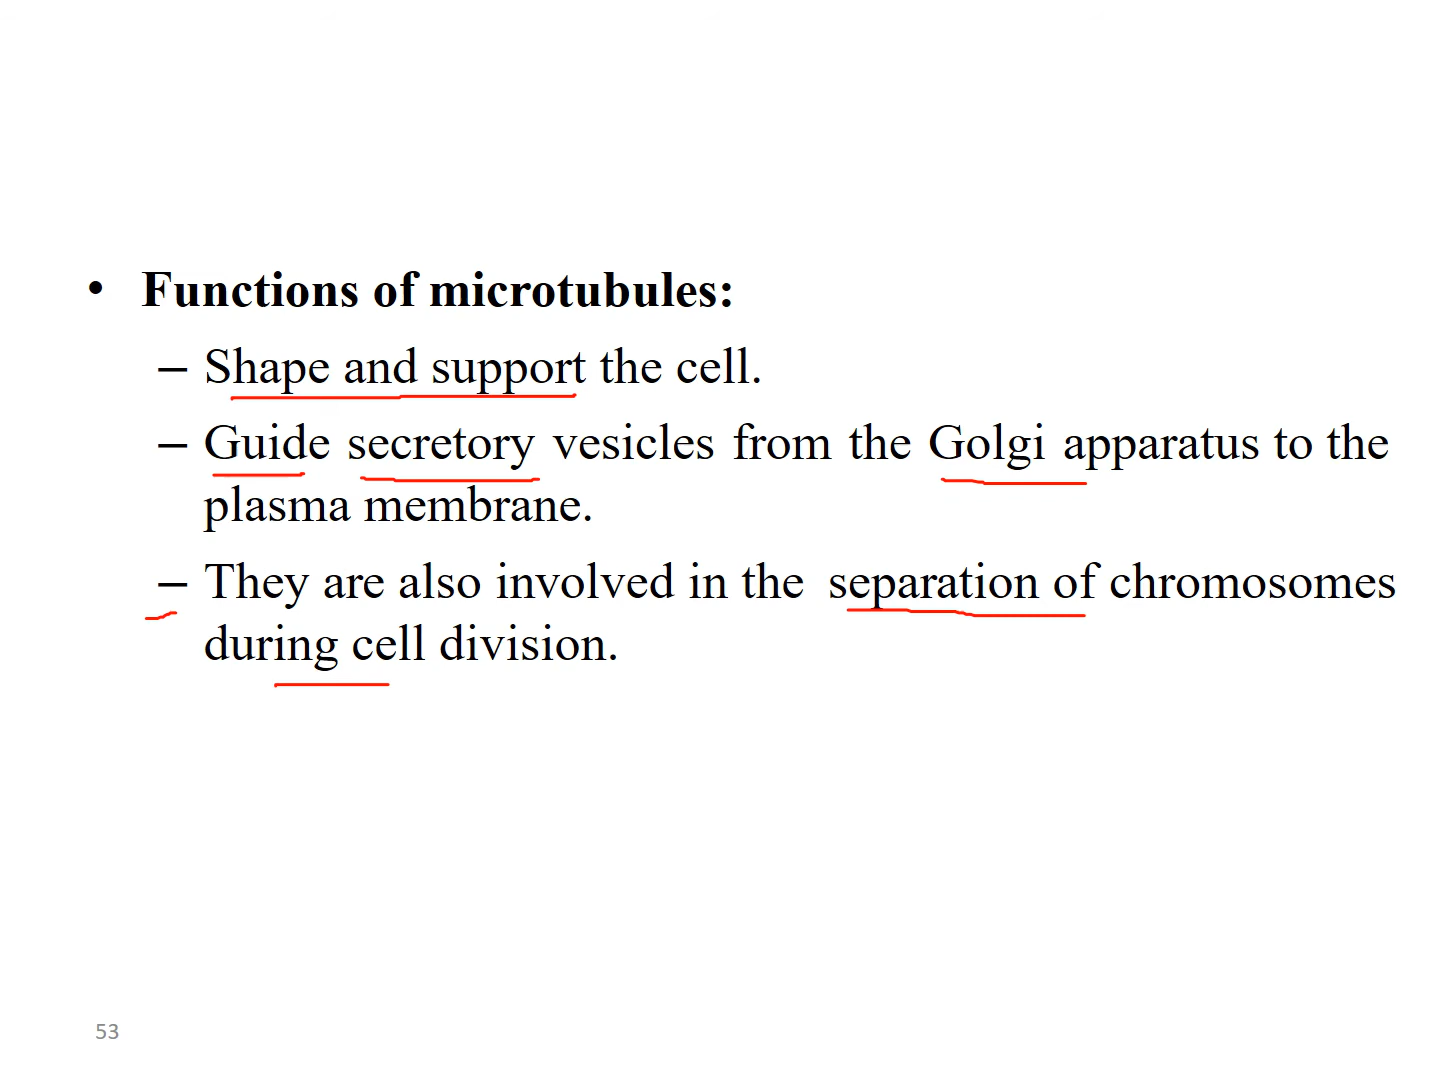 • Functions of microtubules:
– Shape and support the cell.
– Guide secretory vesicles from the Golgi apparatus to the
plasma membrane.
– They are also involved in the separation of chromosomes
during cell division.
53